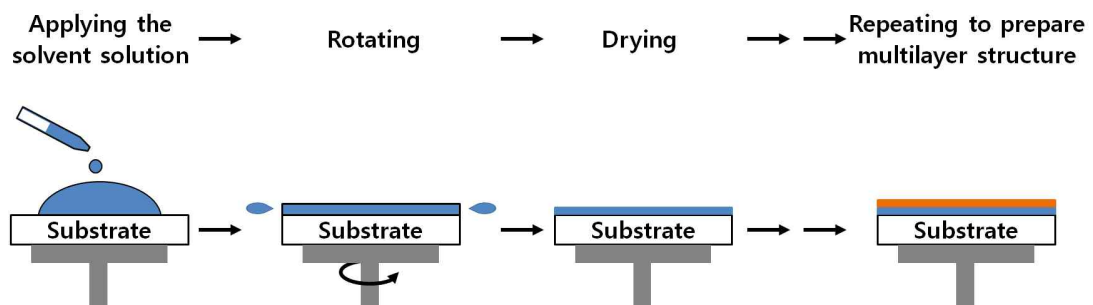 Applying the
solvent solution
Rotating
Drying
Repeating to prepare
multilayer structure
Substrate
Substrate
Substrate
Substrate